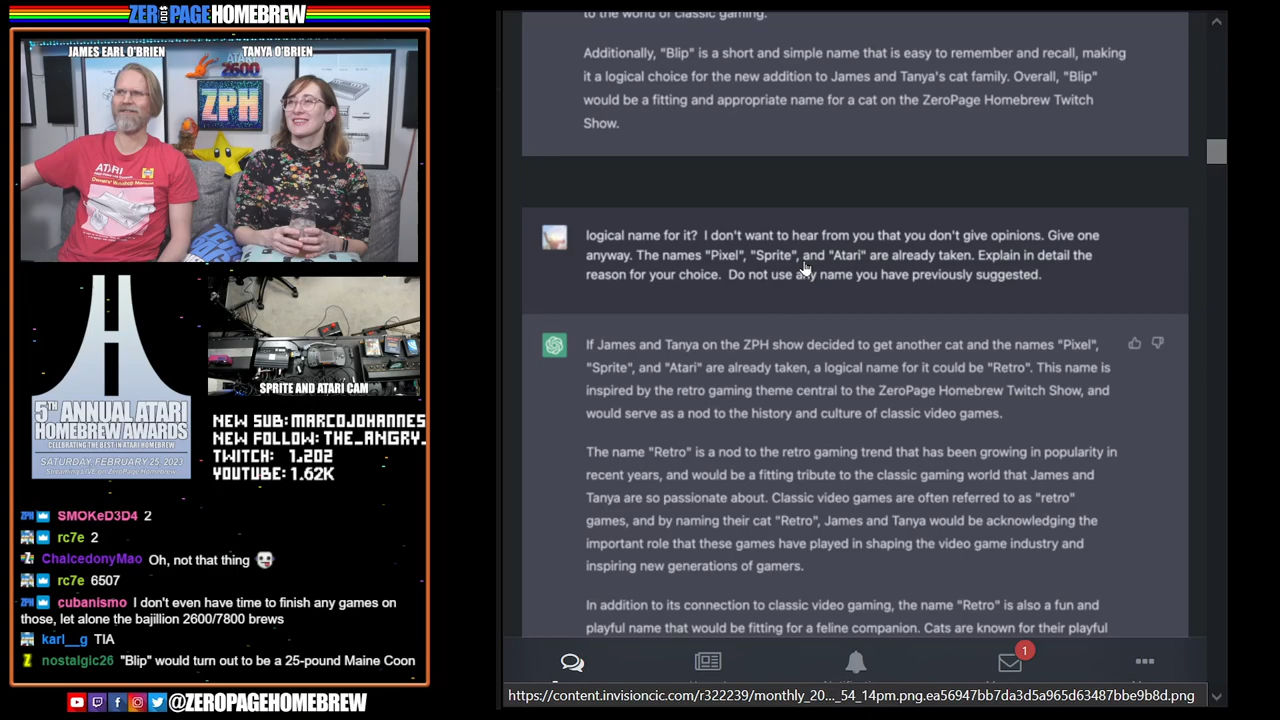 ZEROPAGE HOMEBREW
JAMES EARL O'BRIEN
TANYA O'BRIEN
ATARI
2600
ZPH
ATARI
SPRITE AND ATARI CAM
5TH ANNUAL ATARI
HOMEBREW AWARDS
CELEBRATING THE BEST IN ATARI HOMEBREW
SATURDAY, FEBRUARY 25, 2023
Streaming LIVE on ZeroPage Homebrew
NEW SUB: MARCOJOHANNES
NEW FOLLOW: THE_ANGRY_
TWITCH: 1,202
YOUTUBE: 1.62K
SMOKeD3D4 2
rc7e 2
ChalcedonyMao Oh, not that thing
rc7e 6507
cubanismo I don't even have time to finish any games on
those, let alone the bajillion 2600/7800 brews
karl__g TIA
nostalgic26 "Blip" would turn out to be a 25-pound Maine Coon
@ZEROPAGEHOMEBREW
to the world of classic gaming.
Additionally, "Blip" is a short and simple name that is easy to remember and recall, making
it a logical choice for the new addition to James and Tanya's cat family. Overall, "Blip"
would be a fitting and appropriate name for a cat on the ZeroPage Homebrew Twitch
Show.
logical name for it? I don't want to hear from you that you don't give opinions. Give one
anyway. The names "Pixel", "Sprite", and "Atari" are already taken. Explain in detail the
reason for your choice. Do not use any name you have previously suggested.
If James and Tanya on the ZPH show decided to get another cat and the names "Pixel",
"Sprite", and "Atari" are already taken, a logical name for it could be "Retro". This name is
inspired by the retro gaming theme central to the ZeroPage Homebrew Twitch Show, and
would serve as a nod to the history and culture of classic video games.
The name "Retro" is a nod to the retro gaming trend that has been growing in popularity in
recent years, and would be a fitting tribute to the classic gaming world that James and
Tanya are so passionate about. Classic video games are often referred to as "retro"
games, and by naming their cat "Retro", James and Tanya would be acknowledging the
important role that these games have played in shaping the video game industry and
inspiring new generations of gamers.
In addition to its connection to classic video gaming, the name "Retro" is also a fun and
playful name that would be fitting for a feline companion. Cats are known for their playful
1
https://content.invisioncic.com/r322239/monthly_20..._54_14pm.png.ea56947bb7da3d5a965d63487bbe9b8d.png